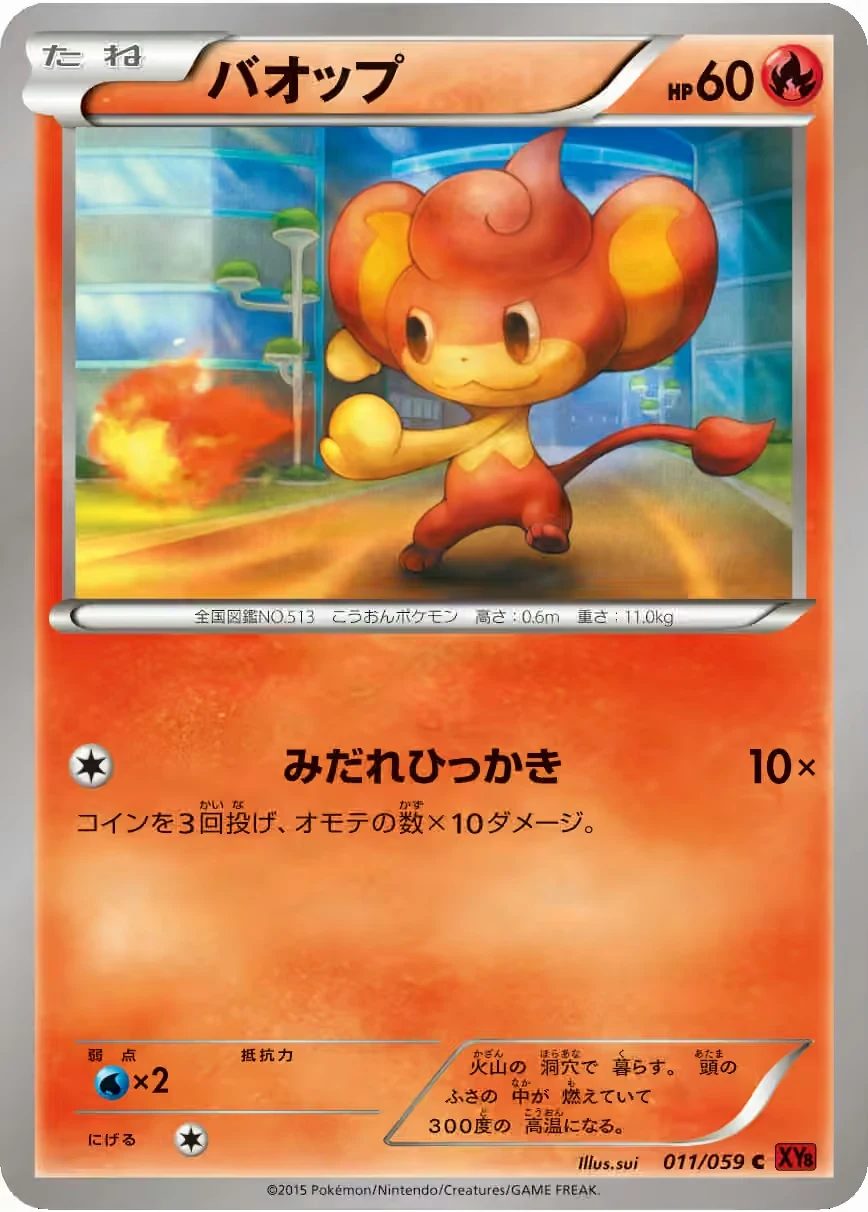 たね バオップ HP60
全国図鑑NO.513 こうおんポケモン 高さ:0.6m 重さ:11.0kg
みだれひっかき 10×
コインを3回投げ、オモテの数×10ダメージ。
弱点 抵抗力
×2
にげる
火山の 洞穴で 暮らす。 頭の
ふさの 中が 燃えていて
300度の 高温になる。
Illus.sui 011/059 C XY8
©2015 Pokémon/Nintendo/Creatures/GAME FREAK.